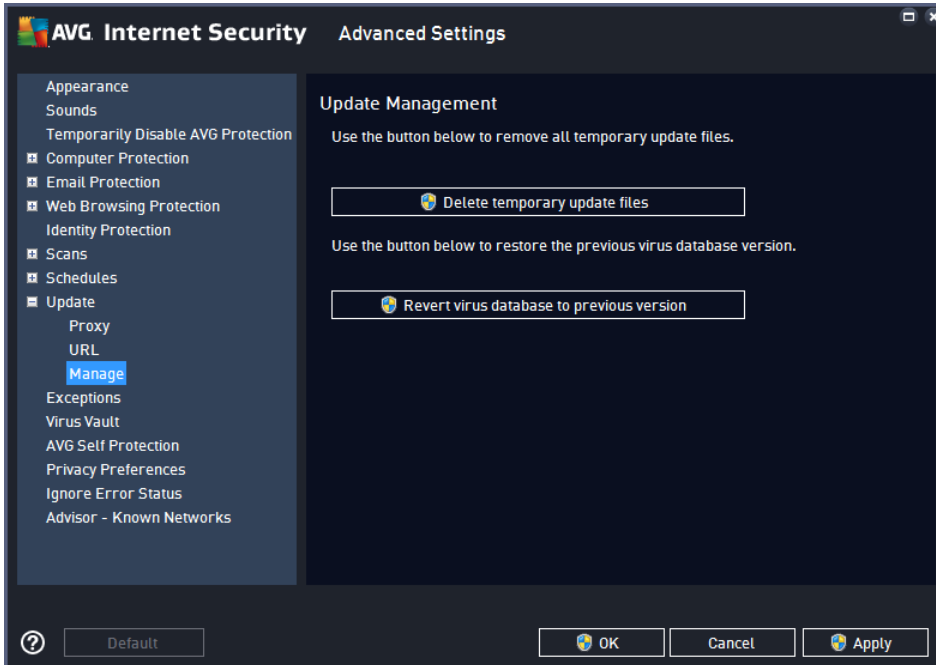 AVG Internet Security Advanced Settings
Appearance
Sounds
Temporarily Disable AVG Protection
Computer Protection
Email Protection
Web Browsing Protection
Identity Protection
Scans
Schedules
Update
Proxy
URL
Manage
Exceptions
Virus Vault
AVG Self Protection
Privacy Preferences
Ignore Error Status
Advisor - Known Networks
Update Management
Use the button below to remove all temporary update files.
Delete temporary update files
Use the button below to restore the previous virus database version.
Revert virus database to previous version
? Default OK Cancel Apply